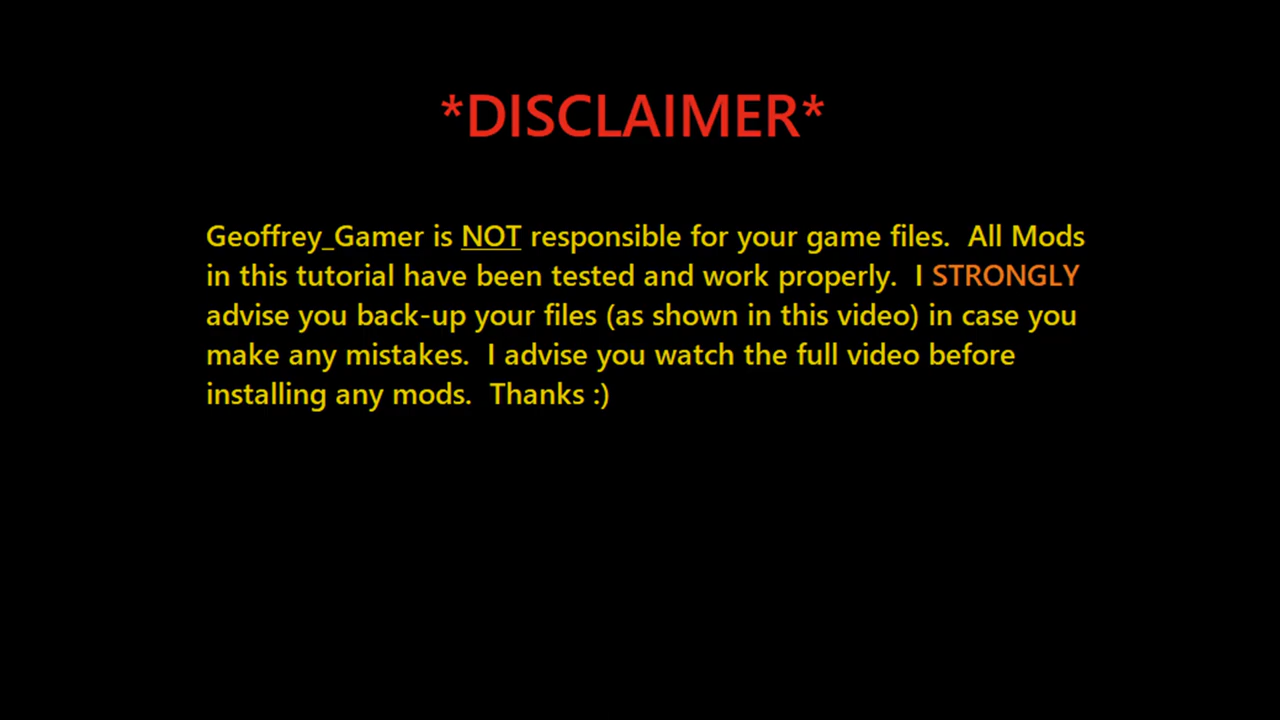 *DISCLAIMER*
Geoffrey_Gamer is NOT responsible for your game files.  All Mods
in this tutorial have been tested and work properly.  I STRONGLY
advise you back-up your files (as shown in this video) in case you
make any mistakes.  I advise you watch the full video before
installing any mods.  Thanks :)